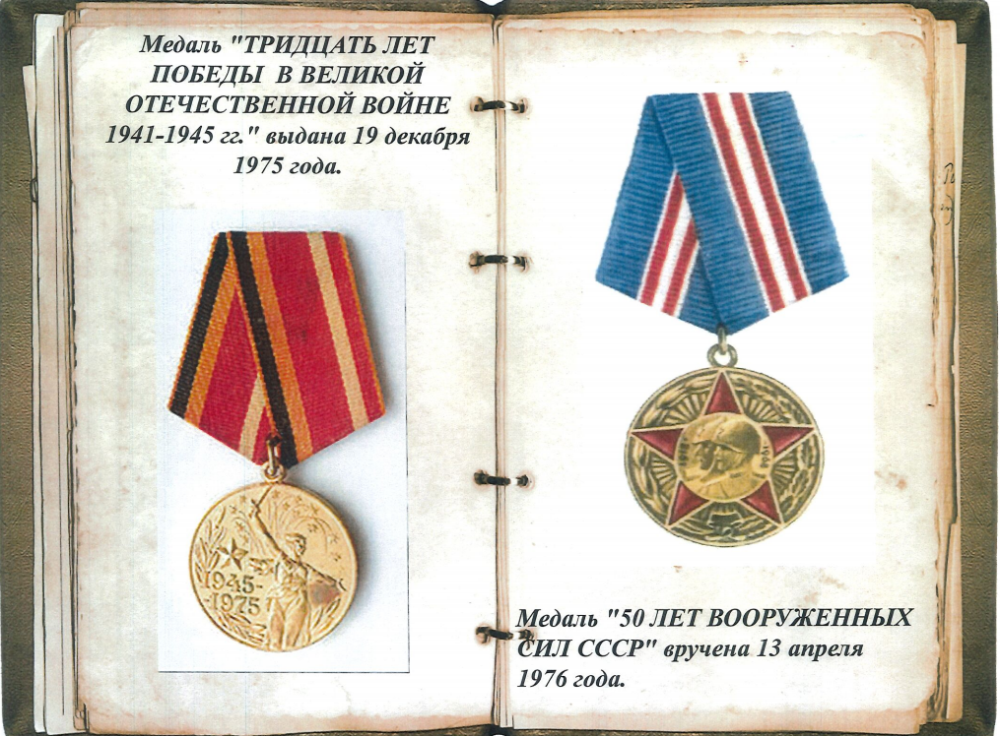 Медаль "ТРИДЦАТЬ ЛЕТ
ПОБЕДЫ В ВЕЛИКОЙ
ОТЕЧЕСТВЕННОЙ ВОЙНЕ
1941-1945 гг." выдана 19 декабря
1975 года.
1945-
-1975
Медаль "50 ЛЕТ ВООРУЖЕННЫХ
СИЛ СССР" вручена 13 апреля
1976 года.